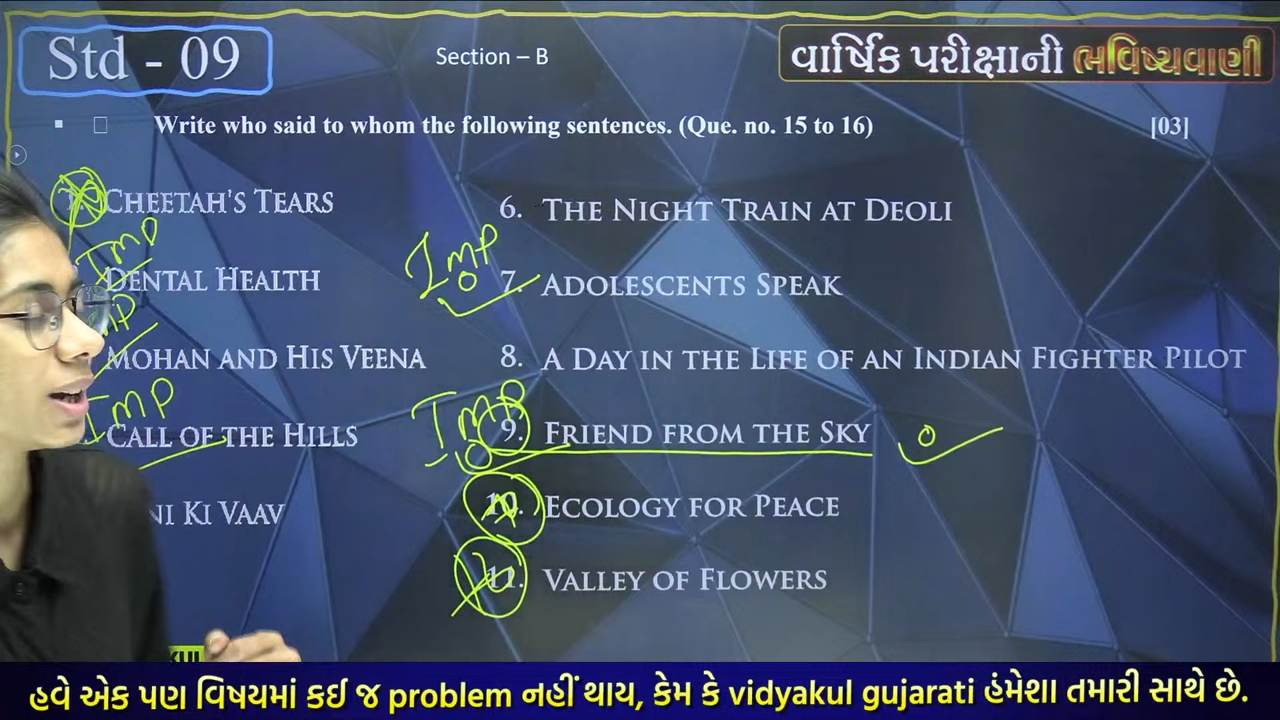 Std - 09
Section – B
વાર્ષિક પરીક્ષાની ભવિષ્યવાણી
Write who said to whom the following sentences. (Que. no. 15 to 16) [03]
CHEETAH'S TEARS
IMP
DENTAL HEALTH
MOHAN AND HIS VEENA
IMP
CALL OF THE HILLS
KI VAAV
6. THE NIGHT TRAIN AT DEOLI
IMP
7. ADOLESCENTS SPEAK
8. A DAY IN THE LIFE OF AN INDIAN FIGHTER PILOT
IMP
9. FRIEND FROM THE SKY
10. ECOLOGY FOR PEACE
11. VALLEY OF FLOWERS
હવે એક પણ વિષયમાં કઈ જ problem નહીં થાય, કેમ કે vidyakul gujarati હંમેશા તમારી સાથે છે.